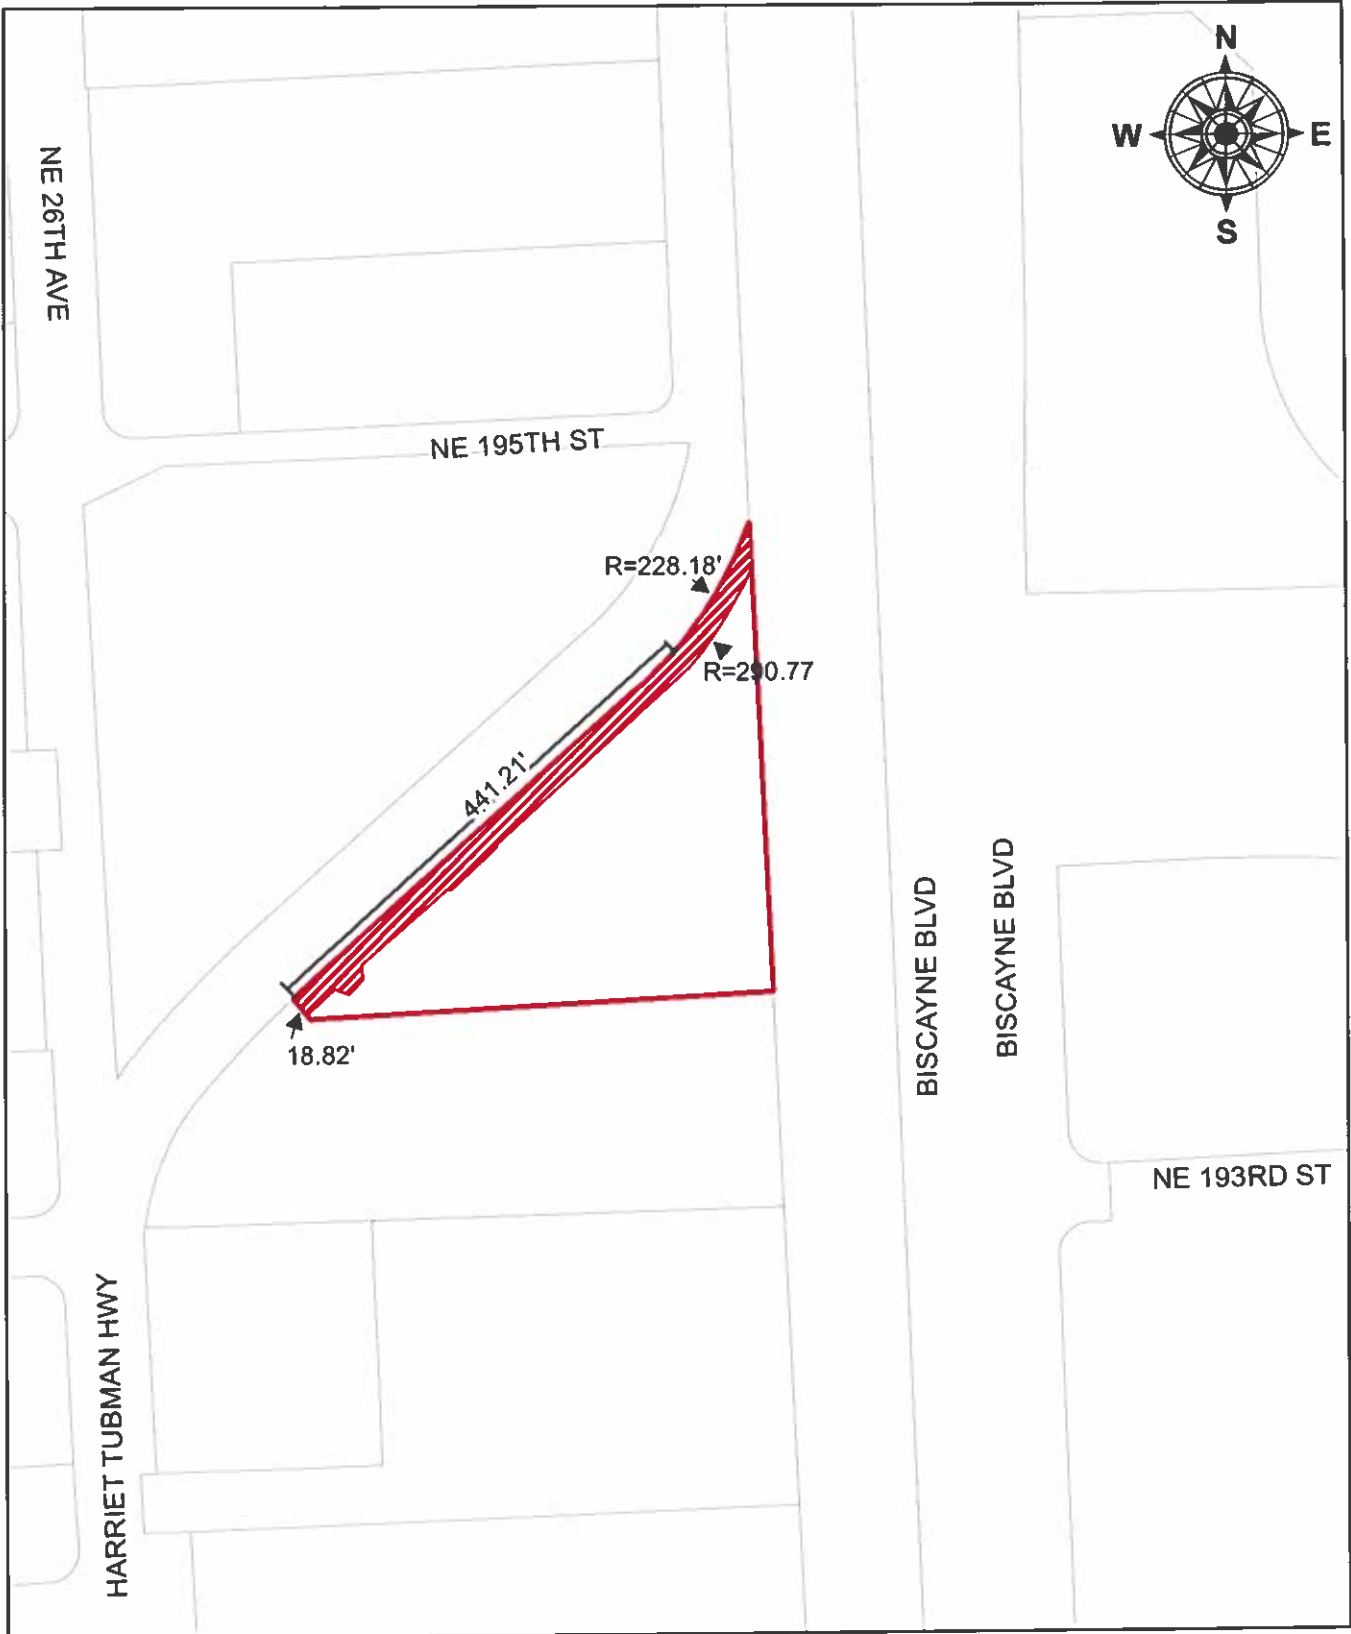 N
W E
S
NE 26TH AVE
NE 195TH ST
R=228.18'
R=290.77
441.21'
18.82'
BISCAYNE BLVD
BISCAYNE BLVD
NE 193RD ST
HARRIET TUBMAN HWY